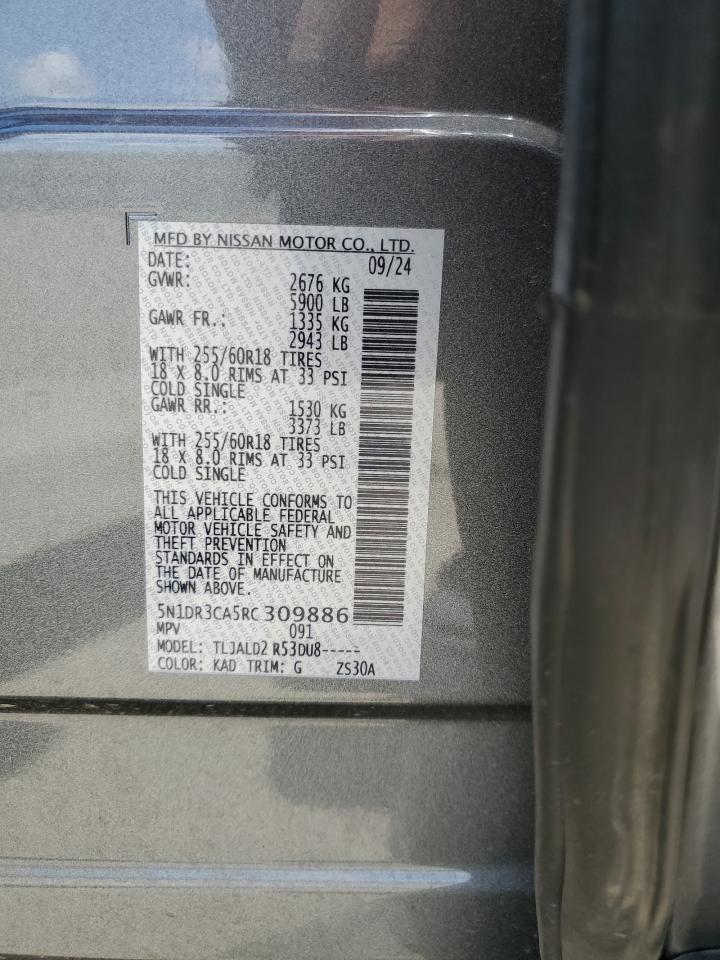 MFD BY NISSAN MOTOR CO., LTD.
DATE: 09/24
GVWR: 2676 KG
5900 LB
GAWR FR.: 1335 KG
2943 LB
WITH 255/60R18 TIRES
18 X 8.0 RIMS AT 33 PSI
COLD SINGLE
GAWR RR.: 1530 KG
3373 LB
WITH 255/60R18 TIRES
18 X 8.0 RIMS AT 33 PSI
COLD SINGLE
THIS VEHICLE CONFORMS TO
ALL APPLICABLE FEDERAL
MOTOR VEHICLE SAFETY AND
THEFT PREVENTION
STANDARDS IN EFFECT ON
THE DATE OF MANUFACTURE
SHOWN ABOVE.
5N1DR3CA5RC309886
MPV 091
MODEL: TLJALD2 R53DU8-----
COLOR: KAD TRIM: G ZS30A